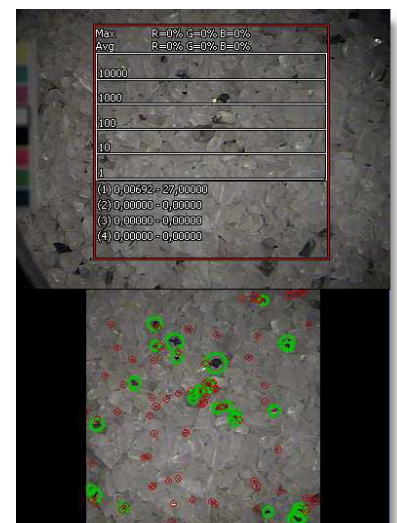 Max R=0% G=0% B=0%
Avg R=0% G=0% B=0%
10000
1000
100
10
1
(1) 0,00692 - 27,00000
(2) 0,00000 - 0,00000
(3) 0,00000 - 0,00000
(4) 0,00000 - 0,00000